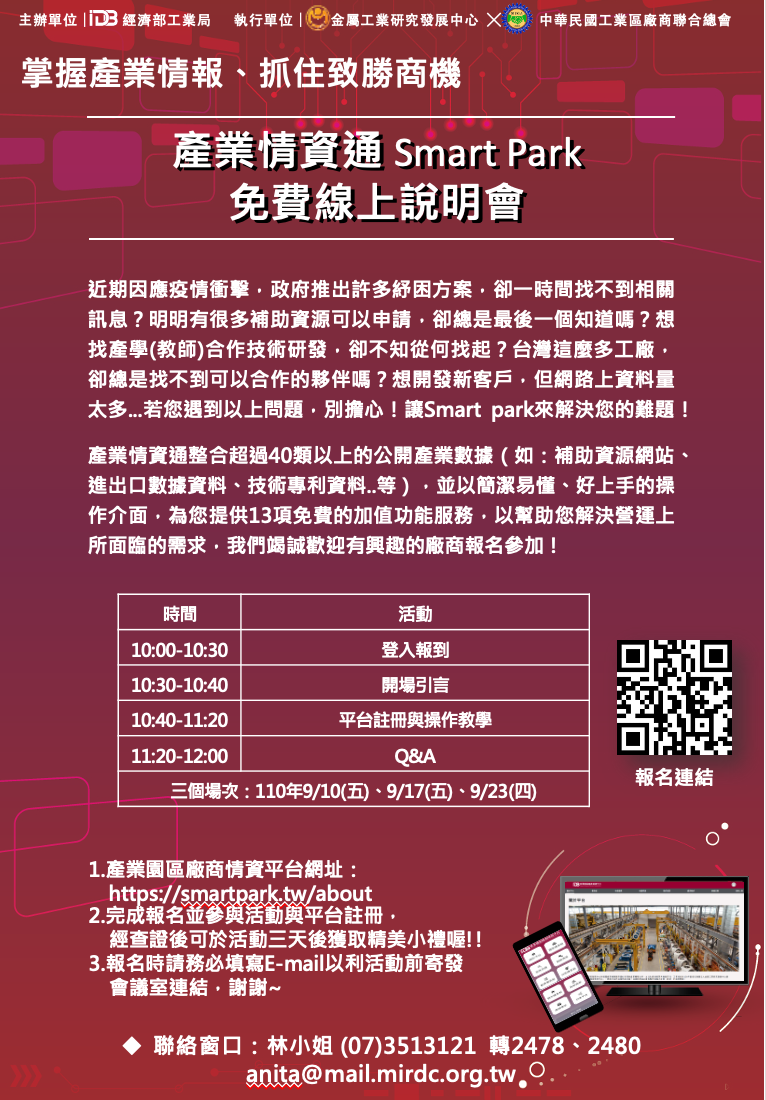 主辦單位 | IDB 經濟部工業局 執行單位 | 金屬工業研究發展中心 × 中華民國工業區廠商聯合總會
掌握產業情報、抓住致勝商機
產業情資通 Smart Park
免費線上說明會
近期因應疫情衝擊，政府推出許多紓困方案，卻一時間找不到相關
訊息？明明有很多補助資源可以申請，卻總是最後一個知道嗎？想
找產學(教師)合作技術研發，卻不知從何找起？台灣這麼多工廠，
卻總是找不到可以合作的夥伴嗎？想開發新客戶，但網路上資料量
太多...若您遇到以上問題，別擔心！讓Smart park來解決您的難題！
產業情資通整合超過40類以上的公開產業數據（如：補助資源網站、
進出口數據資料、技術專利資料..等），並以簡潔易懂、好上手的操
作介面，為您提供13項免費的加值功能服務，以幫助您解決營運上
所面臨的需求，我們竭誠歡迎有興趣的廠商報名參加！
時間 活動
10:00-10:30 登入報到
10:30-10:40 開場引言
10:40-11:20 平台註冊與操作教學
11:20-12:00 Q&A
三個場次：110年9/10(五)、9/17(五)、9/23(四)
報名連結
1.產業園區廠商情資平台網址：
https://smartpark.tw/about
2.完成報名並參與活動與平台註冊，
經查證後可於活動三天後獲取精美小禮喔!!
3.報名時請務必填寫E-mail以利活動前寄發
會議室連結，謝謝~
◆ 聯絡窗口：林小姐 (07)3513121 轉2478、2480
anita@mail.mirdc.org.tw
1